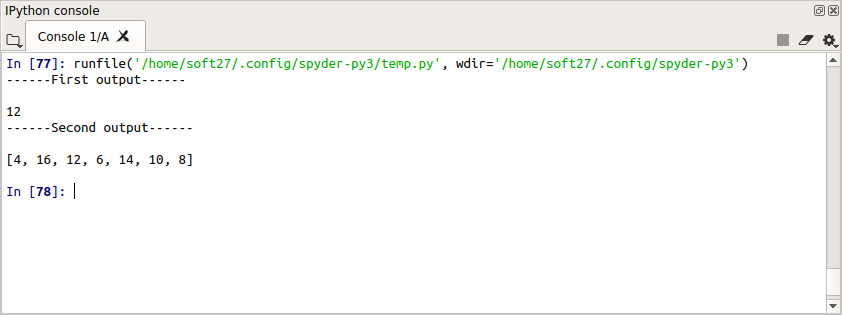 IPython console
Console 1/A
In [77]: runfile('/home/soft27/.config/spyder-py3/temp.py', wdir='/home/soft27/.config/spyder-py3')
------First output------
12
------Second output------
[4, 16, 12, 6, 14, 10, 8]
In [78]: